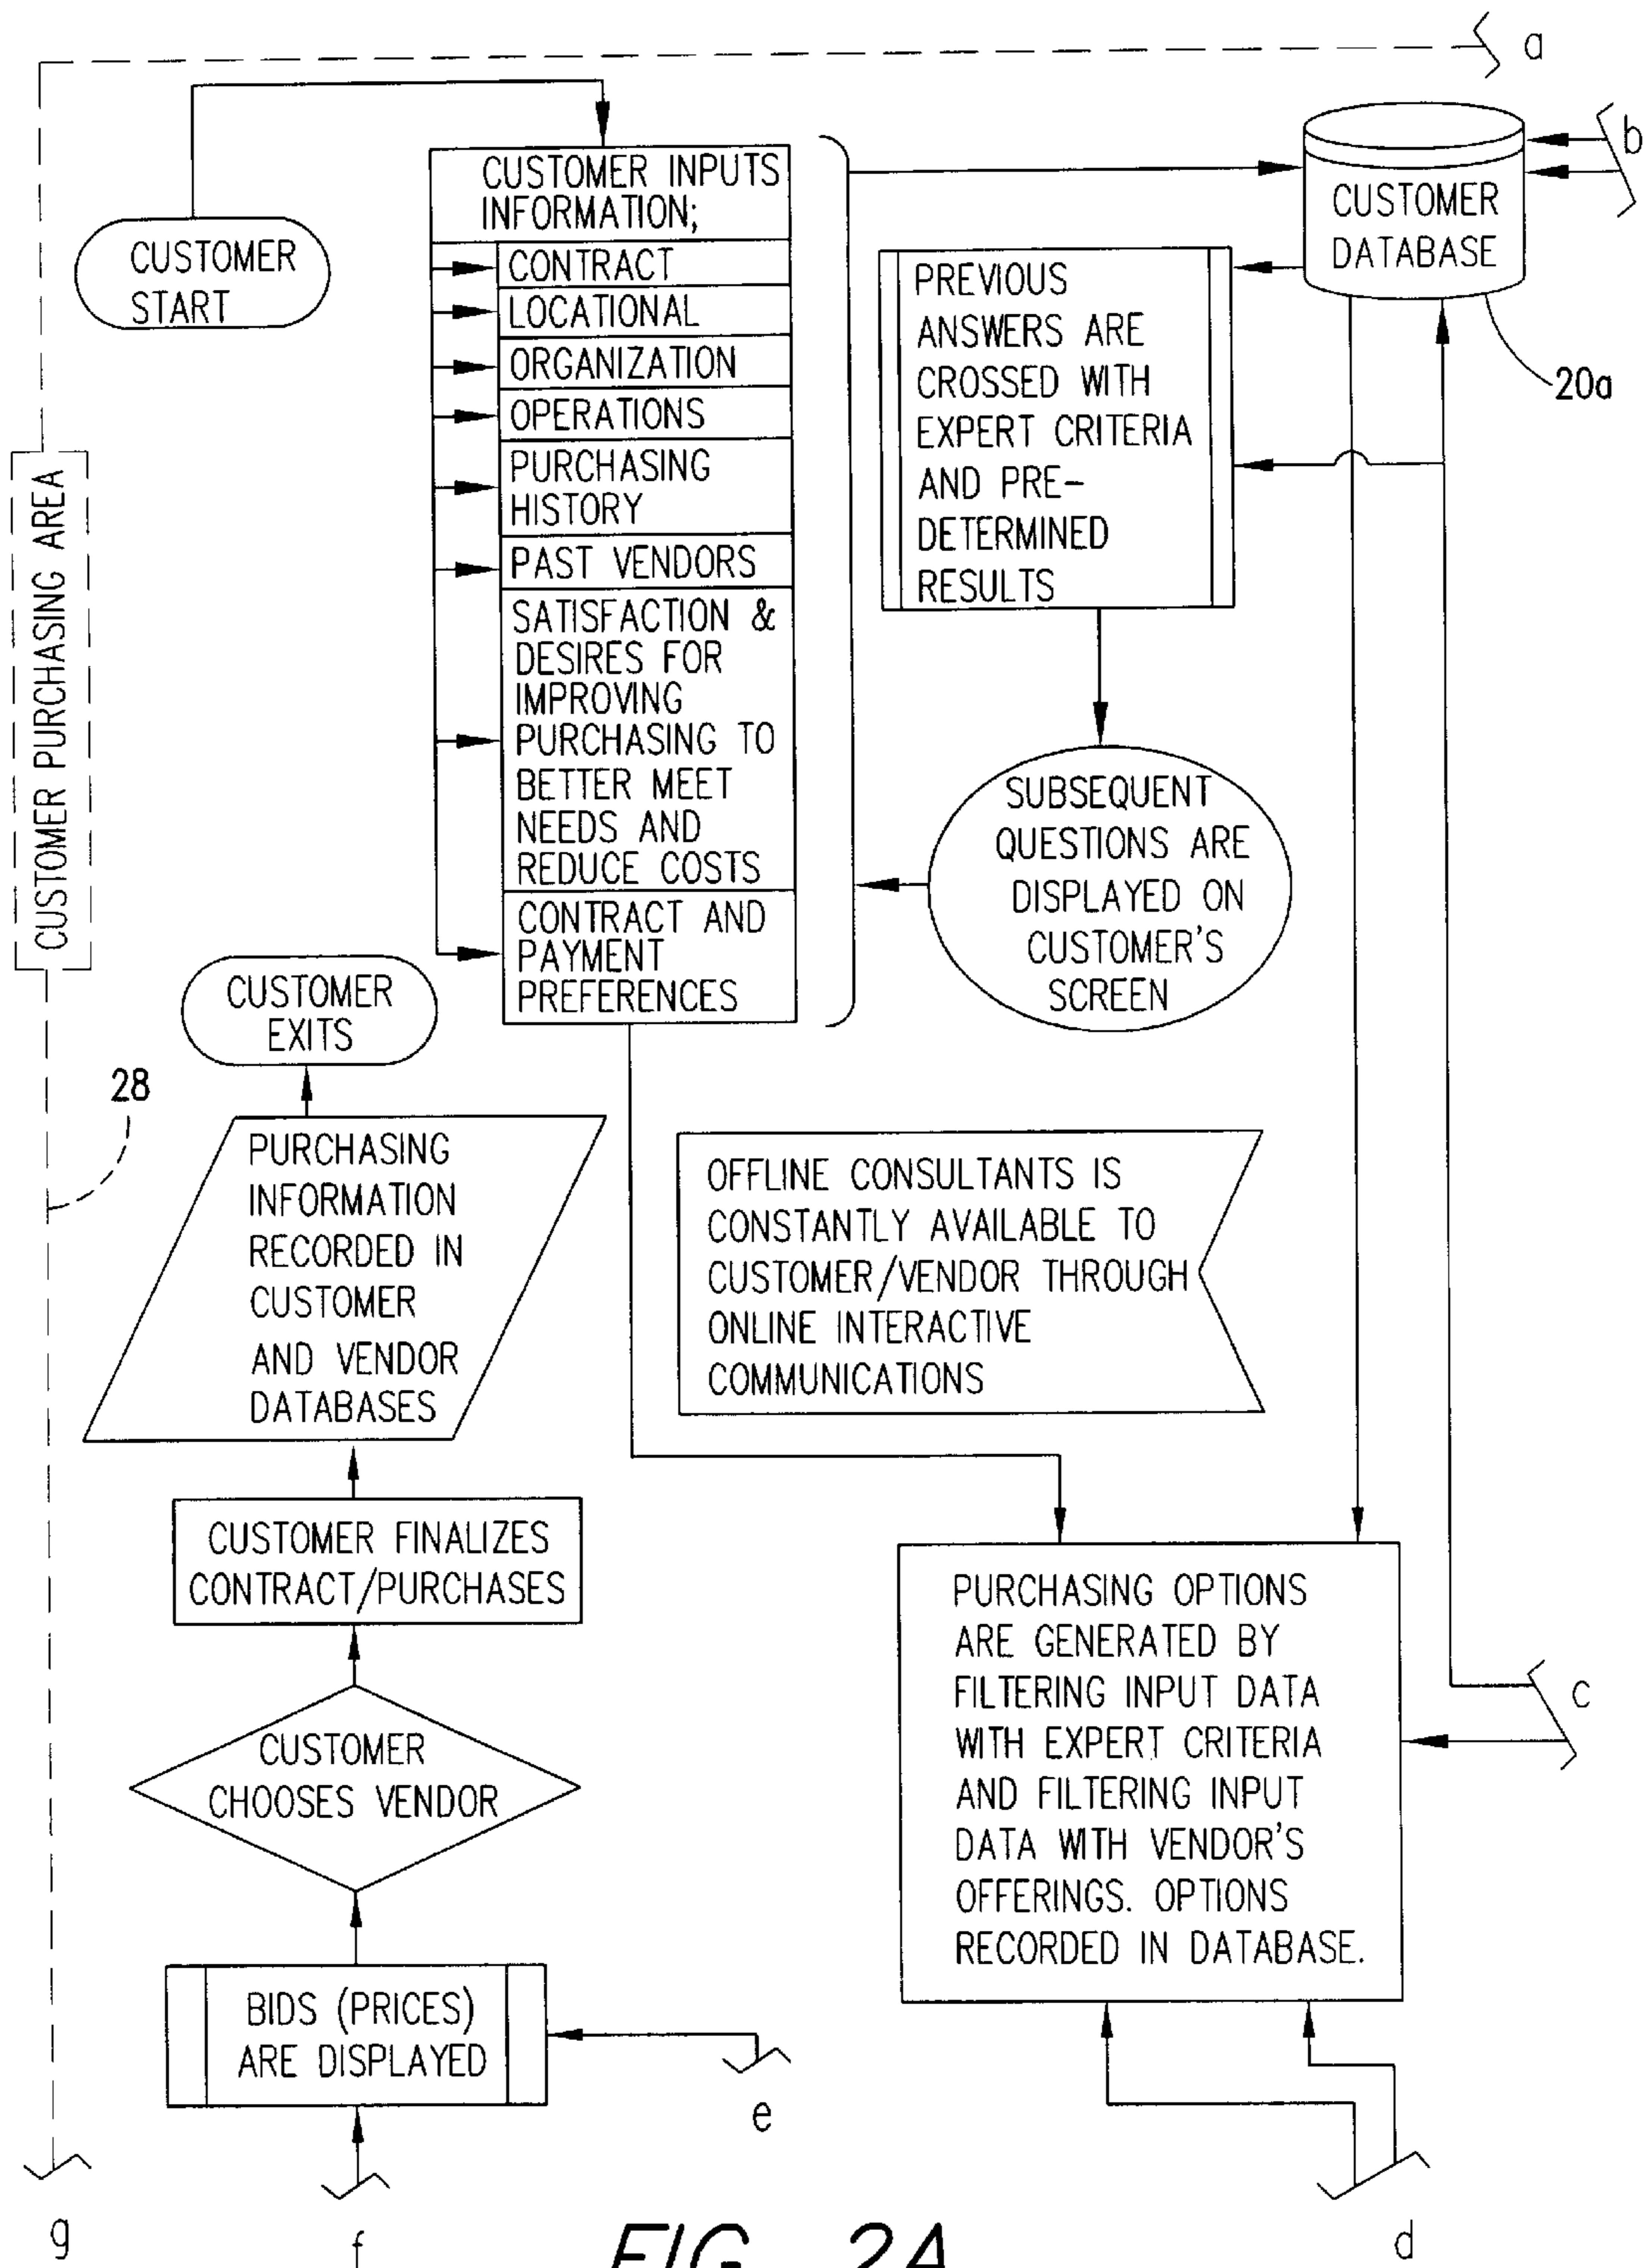 a
b
CUSTOMER
START
CUSTOMER INPUTS
INFORMATION;
CONTRACT
LOCATIONAL
ORGANIZATION
OPERATIONS
PURCHASING
HISTORY
PAST VENDORS
SATISFACTION &
DESIRES FOR
IMPROVING
PURCHASING TO
BETTER MEET
NEEDS AND
REDUCE COSTS
CONTRACT AND
PAYMENT
PREFERENCES
CUSTOMER
DATABASE
20a
PREVIOUS
ANSWERS ARE
CROSSED WITH
EXPERT CRITERIA
AND PRE-
DETERMINED
RESULTS
SUBSEQUENT
QUESTIONS ARE
DISPLAYED ON
CUSTOMER'S
SCREEN
CUSTOMER PURCHASING AREA
28
CUSTOMER
EXITS
PURCHASING
INFORMATION
RECORDED IN
CUSTOMER
AND VENDOR
DATABASES
OFFLINE CONSULTANTS IS
CONSTANTLY AVAILABLE TO
CUSTOMER/VENDOR THROUGH
ONLINE INTERACTIVE
COMMUNICATIONS
CUSTOMER FINALIZES
CONTRACT/PURCHASES
CUSTOMER
CHOOSES VENDOR
BIDS (PRICES)
ARE DISPLAYED
PURCHASING OPTIONS
ARE GENERATED BY
FILTERING INPUT DATA
WITH EXPERT CRITERIA
AND FILTERING INPUT
DATA WITH VENDOR'S
OFFERINGS. OPTIONS
RECORDED IN DATABASE.
c
e
g
f
d
FIG. 2A